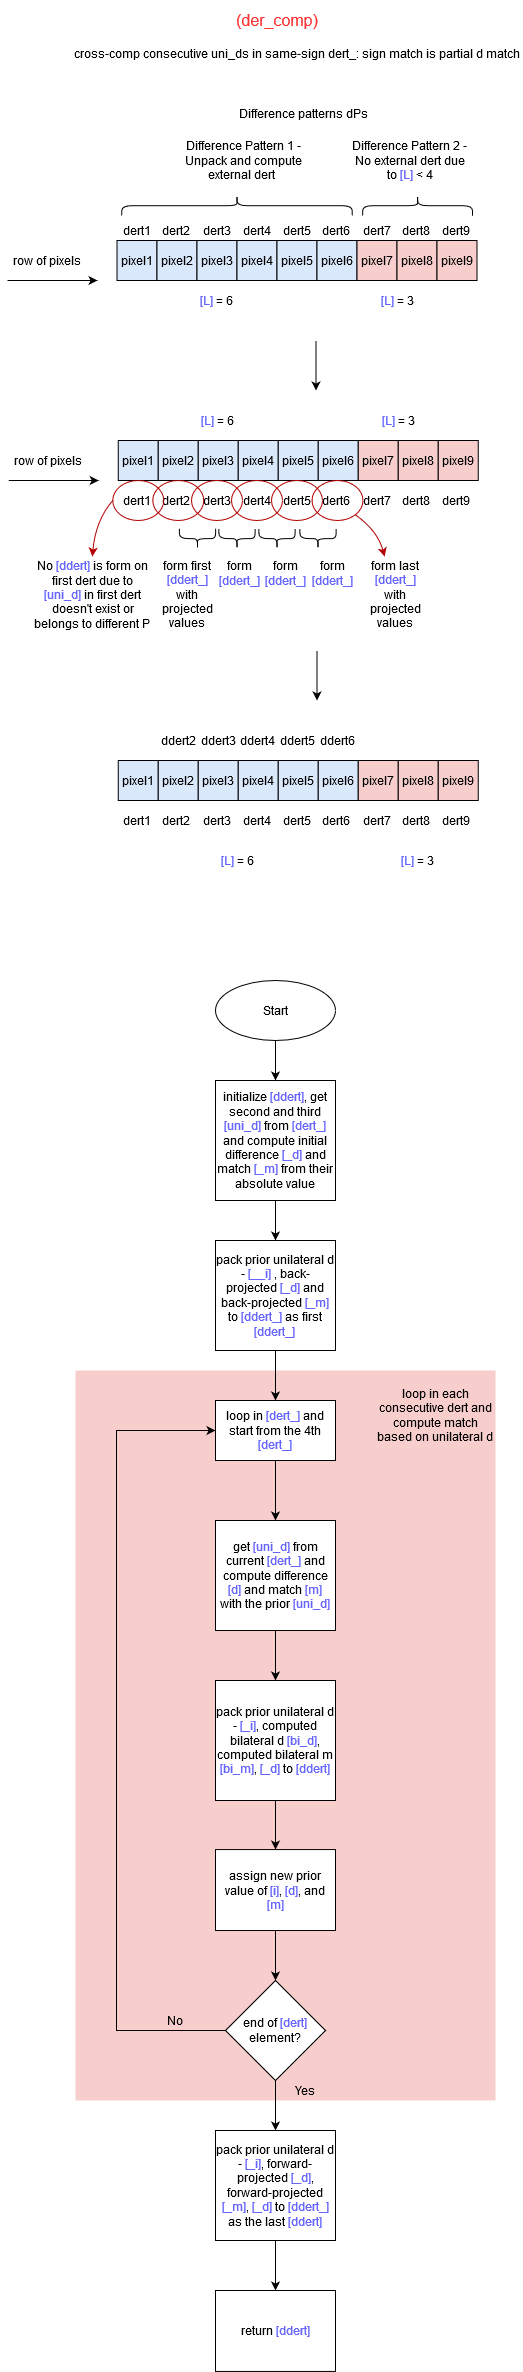 (der_comp)
cross-comp consecutive uni_ds in same-sign dert_: sign match is partial d match
Difference patterns dPs
Difference Pattern 1 -
Unpack and compute
external dert
Difference Pattern 2 -
No external dert due
to [L] < 4
dert1 dert2 dert3 dert4 dert5 dert6 dert7 dert8 dert9
row of pixels
pixel1 pixel2 pixel3 pixel4 pixel5 pixel6 pixel7 pixel8 pixel9
[L] = 6 [L] = 3
[L] = 6 [L] = 3
row of pixels
pixel1 pixel2 pixel3 pixel4 pixel5 pixel6 pixel7 pixel8 pixel9
dert1 dert2 dert3 dert4 dert5 dert6 dert7 dert8 dert9
No [ddert] is form on
first dert due to
[uni_d] in first dert
doesn't exist or
belongs to different P
form first
[ddert_]
with
projected
values
form
[ddert_]
form
[ddert_]
form
[ddert_]
form last
[ddert_]
with
projected
values
ddert2 ddert3 ddert4 ddert5 ddert6
pixel1 pixel2 pixel3 pixel4 pixel5 pixel6 pixel7 pixel8 pixel9
dert1 dert2 dert3 dert4 dert5 dert6 dert7 dert8 dert9
[L] = 6 [L] = 3
Start
initialize [ddert], get
second and third
[uni_d] from [dert_]
and compute initial
difference [_d] and
match [_m] from their
absolute value
pack prior unilateral d
- [__i] , back-
projected [_d] and
back-projected [_m]
to [ddert_] as first
[ddert_]
loop in each
consecutive dert and
compute match
based on unilateral d
loop in [dert_] and
start from the 4th
[dert_]
get [uni_d] from
current [dert_] and
compute difference
[d] and match [m]
with the prior [uni_d]
pack prior unilateral d
- [_i], computed
bilateral d [bi_d],
computed bilateral m
[bi_m], [_d] to [ddert]
assign new prior
value of [i], [d], and
[m]
end of [dert]
element?
No
Yes
pack prior unilateral d
- [_i], forward-
projected [_d],
forward-projected
[_m], [_d] to [ddert_]
as the last [ddert]
return [ddert]